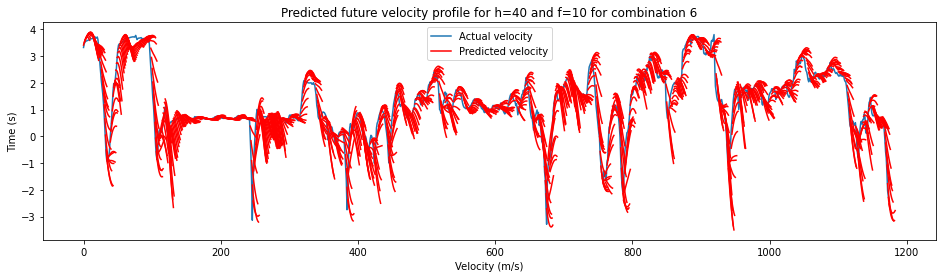 Predicted future velocity profile for h=40 and f=10 for combination 6
Actual velocity
Predicted velocity
Time (s)
4
3
2
1
0
−1
−2
−3
0 200 400 600 800 1000 1200
Velocity (m/s)